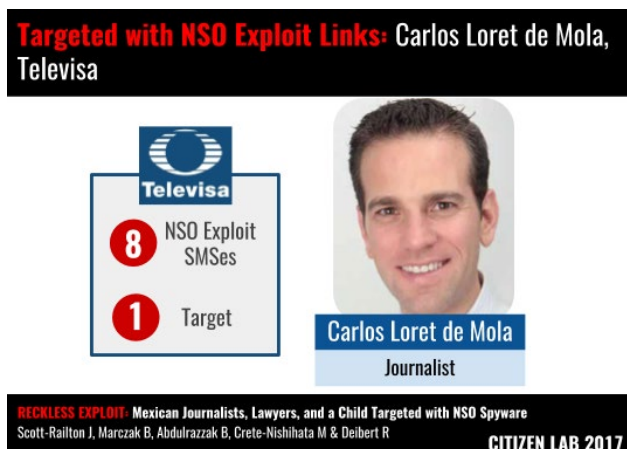 Targeted with NSO Exploit Links: Carlos Loret de Mola,
Televisa
Televisa
8 NSO Exploit
SMSes
1 Target
Carlos Loret de Mola
Journalist
RECKLESS EXPLOIT: Mexican Journalists, Lawyers, and a Child Targeted with NSO Spyware
Scott-Railton J, Marczak B, Abdulrazzak B, Crete-Nishihata M & Deibert R
CITIZEN LAB 2017